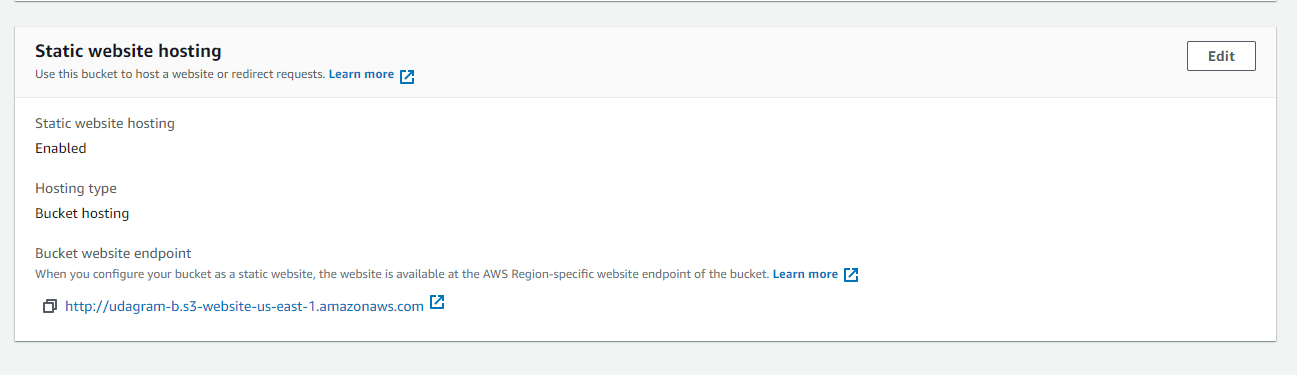 Static website hosting
Edit
Use this bucket to host a website or redirect requests. Learn more
Static website hosting
Enabled
Hosting type
Bucket hosting
Bucket website endpoint
When you configure your bucket as a static website, the website is available at the AWS Region-specific website endpoint of the bucket. Learn more
http://udagram-b.s3-website-us-east-1.amazonaws.com